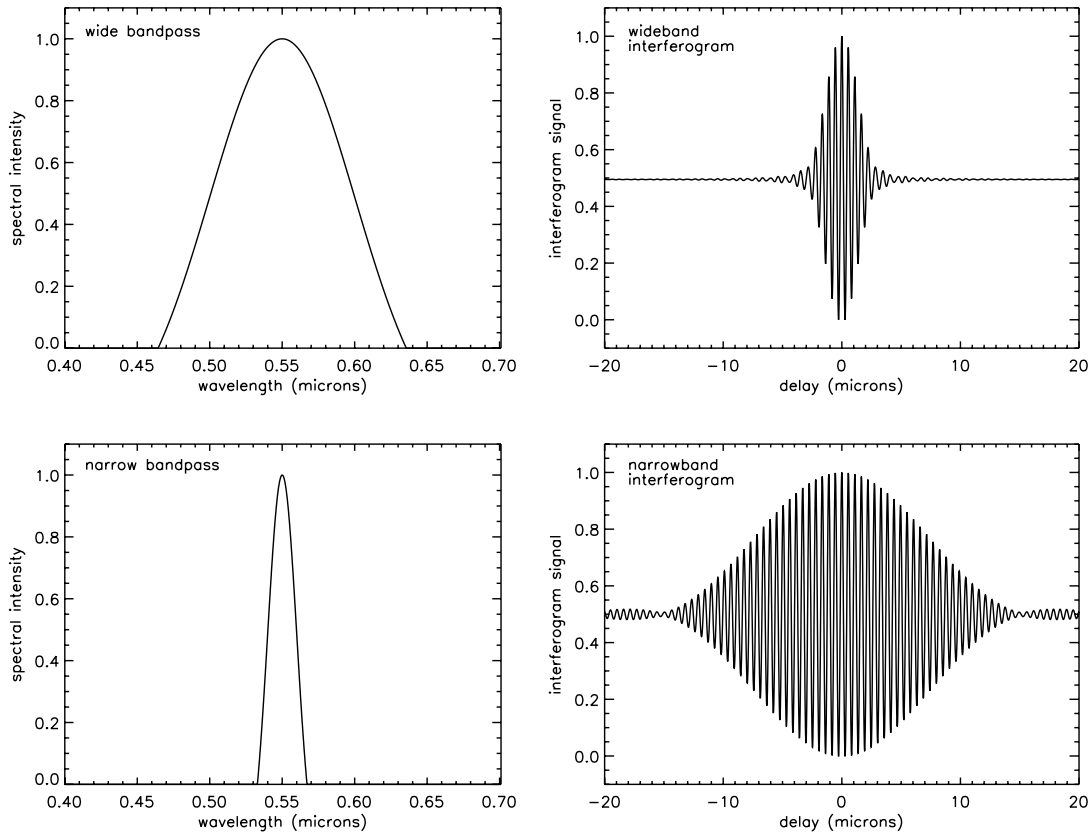 wide bandpass
spectral intensity
1.0
0.8
0.6
0.4
0.2
0.0
0.40 0.45 0.50 0.55 0.60 0.65 0.70
wavelength (microns)
wideband
interferogram
interferogram signal
1.0
0.8
0.6
0.4
0.2
0.0
−20 −10 0 10 20
delay (microns)
narrow bandpass
spectral intensity
1.0
0.8
0.6
0.4
0.2
0.0
0.40 0.45 0.50 0.55 0.60 0.65 0.70
wavelength (microns)
narrowband
interferogram
interferogram signal
1.0
0.8
0.6
0.4
0.2
0.0
−20 −10 0 10 20
delay (microns)